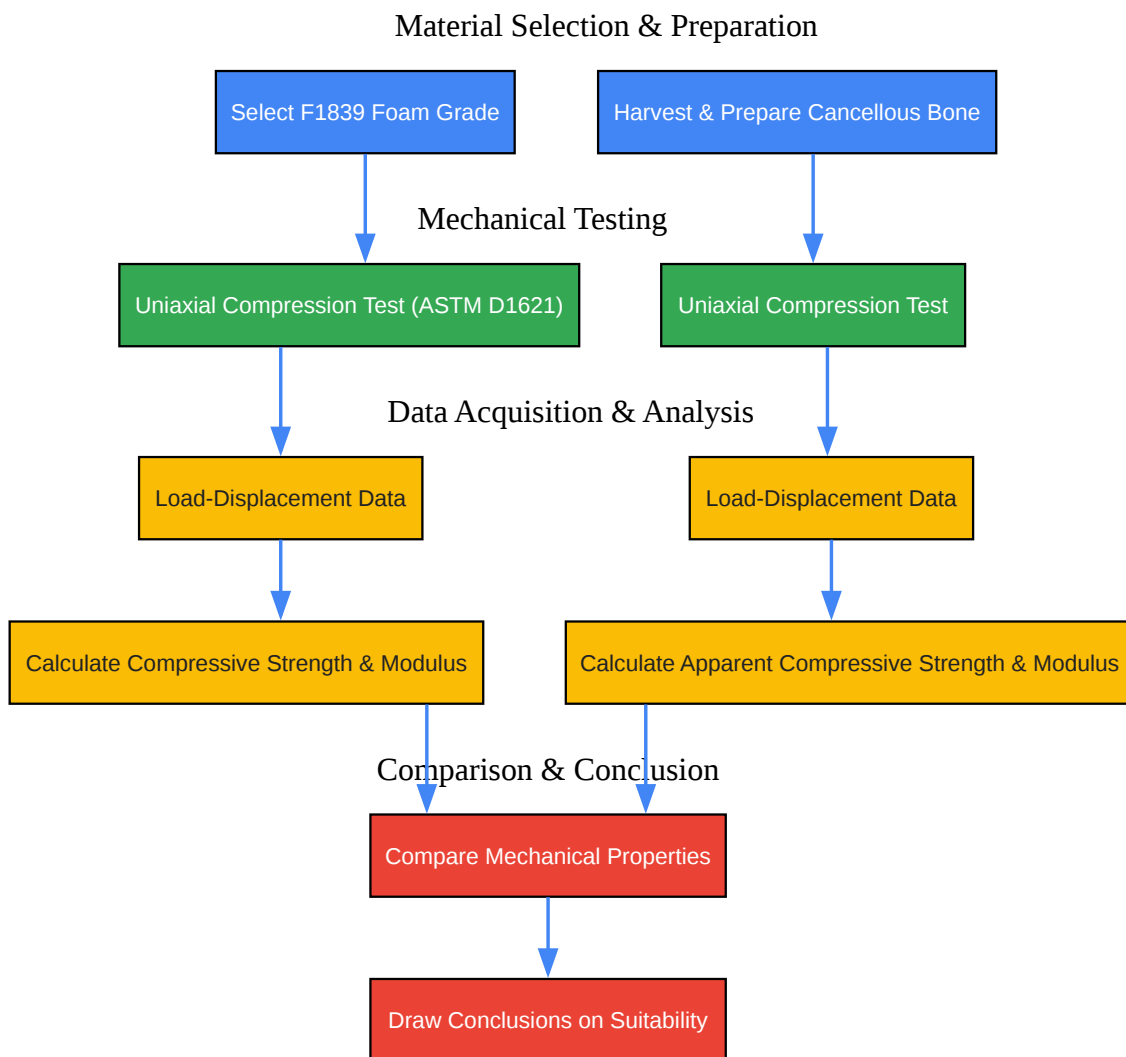 Material Selection & Preparation
Select F1839 Foam Grade
Harvest & Prepare Cancellous Bone
Mechanical Testing
Uniaxial Compression Test (ASTM D1621)
Uniaxial Compression Test
Data Acquisition & Analysis
Load-Displacement Data
Load-Displacement Data
Calculate Compressive Strength & Modulus
Calculate Apparent Compressive Strength & Modulus
Comparison & Conclusion
Compare Mechanical Properties
Draw Conclusions on Suitability